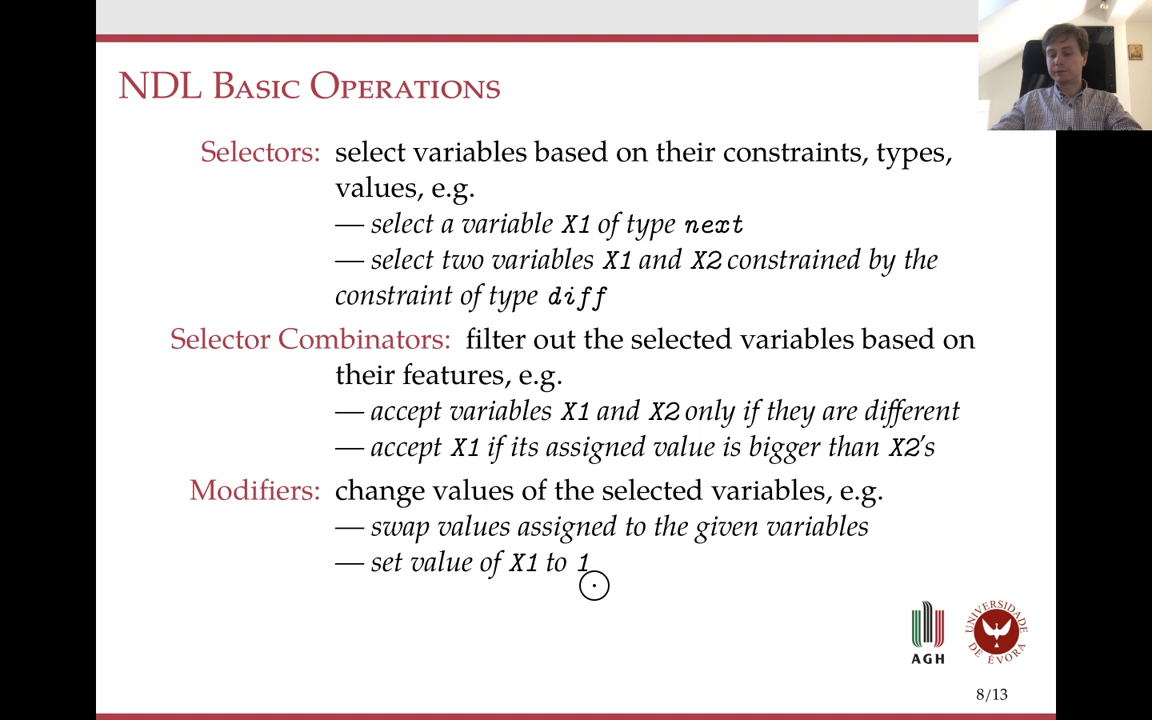 NDL Basic Operations
Selectors: select variables based on their constraints, types,
values, e.g.
— select a variable X1 of type next
— select two variables X1 and X2 constrained by the
constraint of type diff
Selector Combinators: filter out the selected variables based on
their features, e.g.
— accept variables X1 and X2 only if they are different
— accept X1 if its assigned value is bigger than X2's
Modifiers: change values of the selected variables, e.g.
— swap values assigned to the given variables
— set value of X1 to 1
AGH
UNIVERSIDADE
DE ÉVORA
8/13